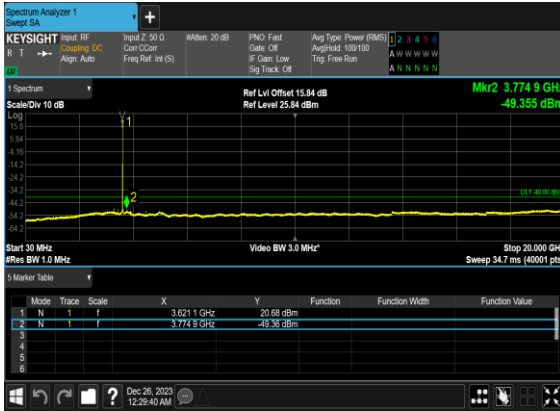 Spectrum Analyzer 1
Swept SA
+
KEYSIGHT
R T
LV
Input: RF
Coupling: DC
Align: Auto
Input Z: 50 Ω
Corr CCorr
Freq Ref: Int (S)
#Atten: 20 dB
PNO: Fast
Gate: Off
IF Gain: Low
Sig Track: Off
Avg Type: Power (RMS)
Avg|Hold: 100/100
Trig: Free Run
1 2 3 4 5 6
A W W W W W
A N N N N N
1 Spectrum
Scale/Div 10 dB
Ref Lvl Offset 15.84 dB
Ref Level 25.84 dBm
Mkr2 3.774 9 GHz
-49.355 dBm
Log
15.8
5.84
-4.16
-14.2
-24.2
-34.2
-44.2
-54.2
-64.2
1
2
DL1 -40.00 dBm
Start 30 MHz
#Res BW 1.0 MHz
Video BW 3.0 MHz*
Stop 20.000 GH
Sweep 34.7 ms (40001 pts
5 Marker Table
Mode Trace Scale X Y Function Function Width Function Value
1 N 1 f 3.621 1 GHz 20.68 dBm
2 N 1 f 3.774 9 GHz -49.36 dBm
3
4
5
6
?
Dec 26, 2023
12:29:40 AM